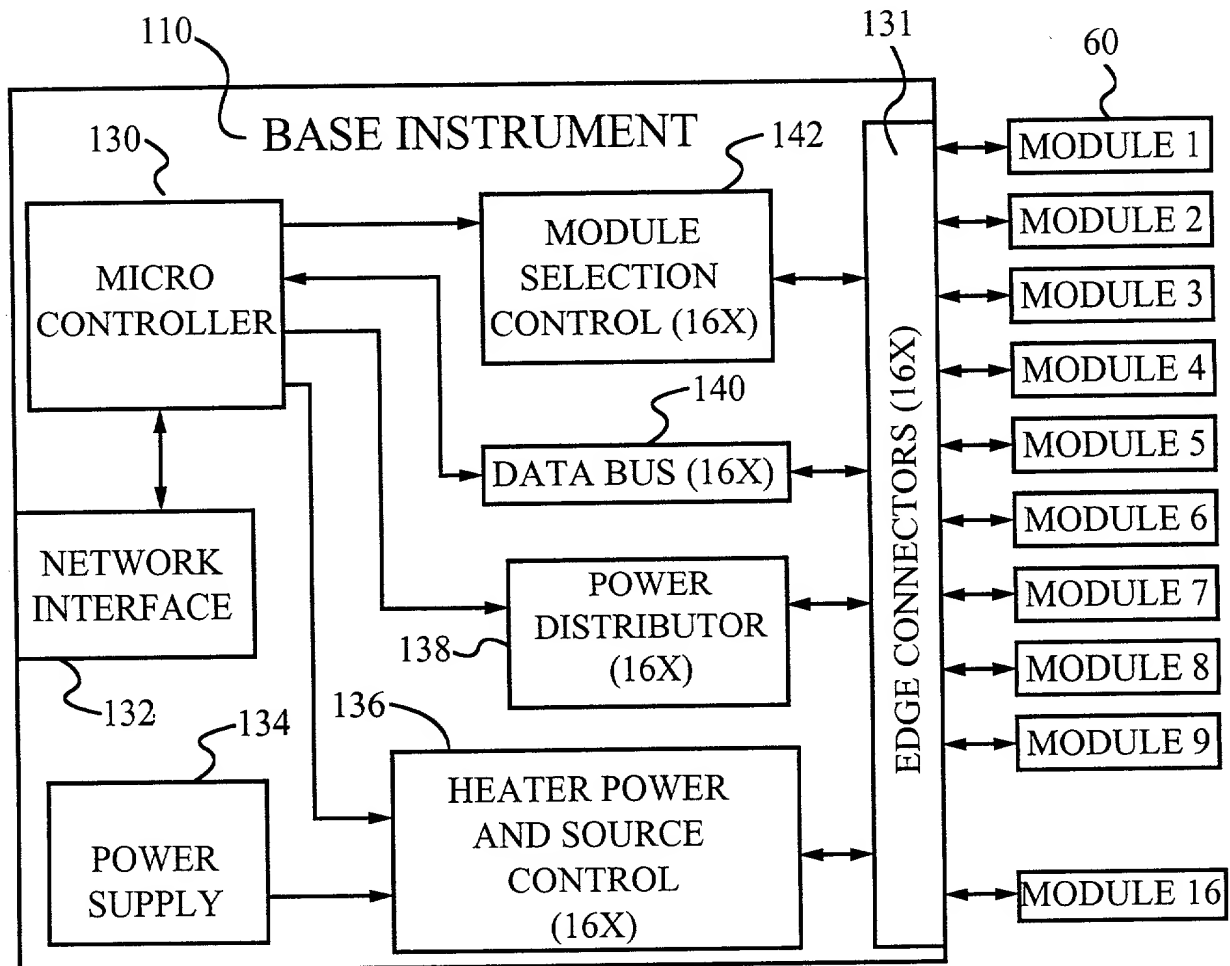 110
131
60
BASE INSTRUMENT
130
142
MICRO
CONTROLLER
MODULE
SELECTION
CONTROL (16X)
140
DATA BUS (16X)
NETWORK
INTERFACE
132
POWER
DISTRIBUTOR
(16X)
138
134
POWER
SUPPLY
136
HEATER POWER
AND SOURCE
CONTROL
(16X)
EDGE CONNECTORS (16X)
MODULE 1
MODULE 2
MODULE 3
MODULE 4
MODULE 5
MODULE 6
MODULE 7
MODULE 8
MODULE 9
MODULE 16